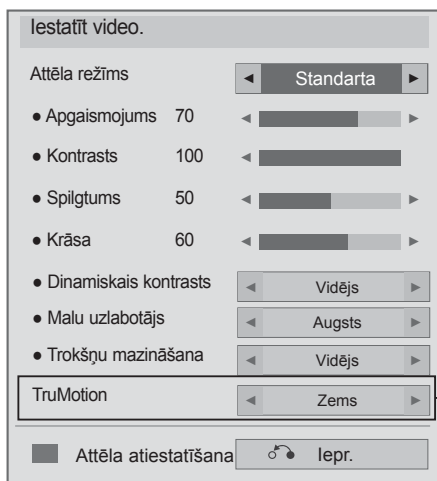 Iestatīt video.
Attēla režīms ◄ Standarta ►
● Apgaismojums 70 ◄ ►
● Kontrasts 100 ◄
● Spilgtums 50 ◄ ►
● Krāsa 60 ◄ ►
● Dinamiskais kontrasts ◄ Vidējs ►
● Malu uzlabotājs ◄ Augsts ►
● Trokšņu mazināšana ◄ Vidējs ►
TruMotion ◄ Zems ►
Attēla atiestatīšana Iepr.